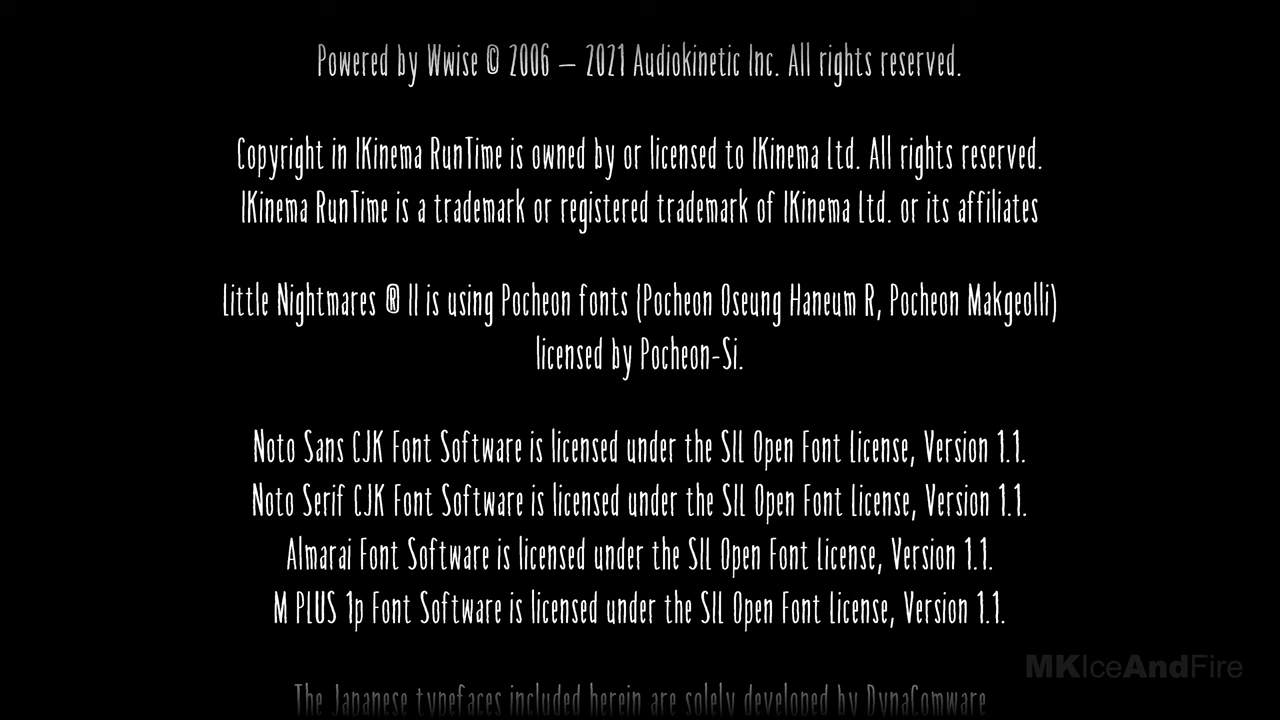 Powered by Wwise © 2006 – 2021 Audiokinetic Inc. All rights reserved.
Copyright in IKinema RunTime is owned by or licensed to IKinema Ltd. All rights reserved.
IKinema RunTime is a trademark or registered trademark of IKinema Ltd. or its affiliates
Little Nightmares ® II is using Pocheon fonts (Pocheon Oseung Haneum R, Pocheon Makgeolli)
licensed by Pocheon-Si.
Noto Sans CJK Font Software is licensed under the SIL Open Font License, Version 1.1.
Noto Serif CJK Font Software is licensed under the SIL Open Font License, Version 1.1.
Almarai Font Software is licensed under the SIL Open Font License, Version 1.1.
M PLUS 1p Font Software is licensed under the SIL Open Font License, Version 1.1.
MKIceAndFire
The Japanese typefaces included herein are solely developed by DynaComware